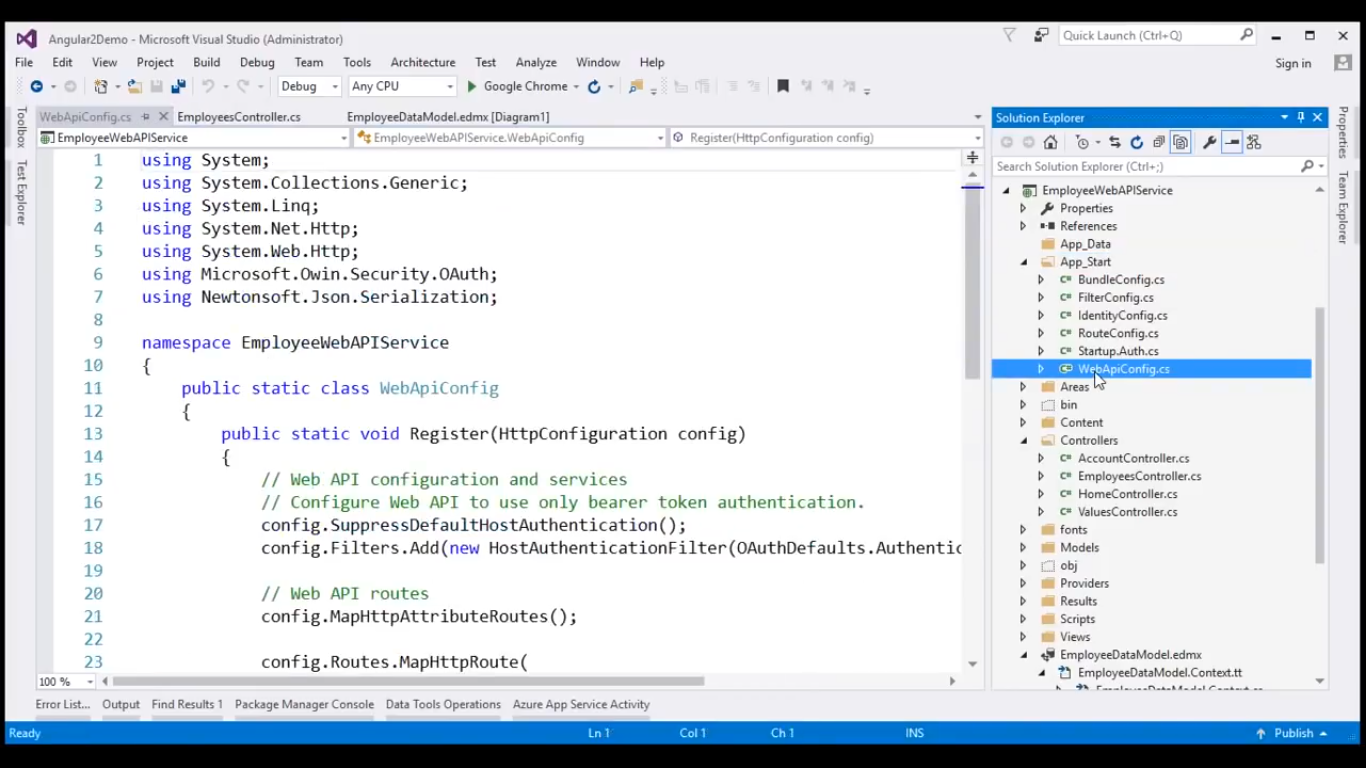 Angular2Demo - Microsoft Visual Studio (Administrator)
Quick Launch (Ctrl+Q)
File Edit View Project Build Debug Team Tools Architecture Test Analyze Window Help
Sign in
Debug Any CPU Google Chrome
WebApiConfig.cs EmployeesController.cs EmployeeDataModel.edmx [Diagram1]
EmployeeWebAPIService EmployeeWebAPIService.WebApiConfig Register(HttpConfiguration config)
Toolbox
Test Explorer
1 using System;
2 using System.Collections.Generic;
3 using System.Linq;
4 using System.Net.Http;
5 using System.Web.Http;
6 using Microsoft.Owin.Security.OAuth;
7 using Newtonsoft.Json.Serialization;
8
9 namespace EmployeeWebAPIService
10 {
11 public static class WebApiConfig
12 {
13 public static void Register(HttpConfiguration config)
14 {
15 // Web API configuration and services
16 // Configure Web API to use only bearer token authentication.
17 config.SuppressDefaultHostAuthentication();
18 config.Filters.Add(new HostAuthenticationFilter(OAuthDefaults.Authentic
19
20 // Web API routes
21 config.MapHttpAttributeRoutes();
22
23 config.Routes.MapHttpRoute(
100 %
Solution Explorer
Search Solution Explorer (Ctrl+;)
EmployeeWebAPIService
Properties
References
App_Data
App_Start
BundleConfig.cs
FilterConfig.cs
IdentityConfig.cs
RouteConfig.cs
Startup.Auth.cs
WebApiConfig.cs
Areas
bin
Content
Controllers
AccountController.cs
EmployeesController.cs
HomeController.cs
ValuesController.cs
fonts
Models
obj
Providers
Results
Scripts
Views
EmployeeDataModel.edmx
EmployeeDataModel.Context.tt
Properties
Team Explorer
Error List... Output Find Results 1 Package Manager Console Data Tools Operations Azure App Service Activity
Ready Ln 1 Col 1 Ch 1 INS Publish